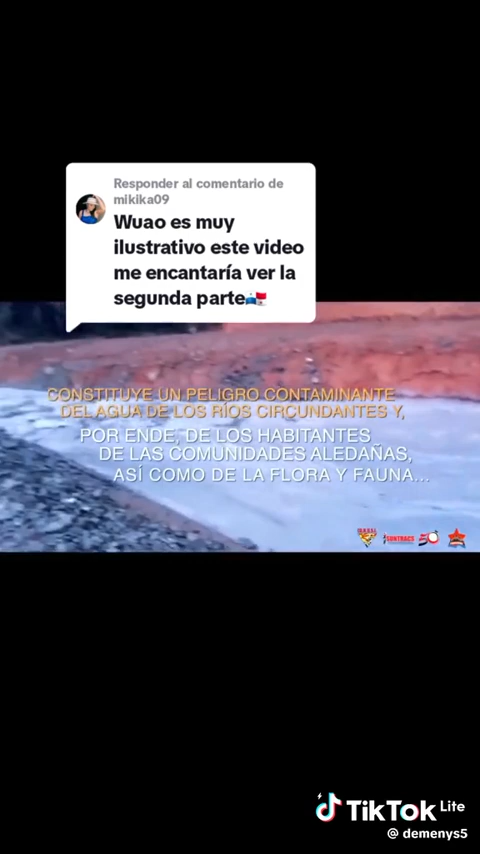 Responder al comentario de
mikika09
Wuao es muy
ilustrativo este video
me encantaría ver la
segunda parte🇵🇦
CONSTITUYE UN PELIGRO CONTAMINANTE
DEL AGUA DE LOS RÍOS CIRCUNDANTES Y,
POR ENDE, DE LOS HABITANTES
DE LAS COMUNIDADES ALEDAÑAS,
ASÍ COMO DE LA FLORA Y FAUNA...
SUNTRACS
TikTok Lite
@ demenys5